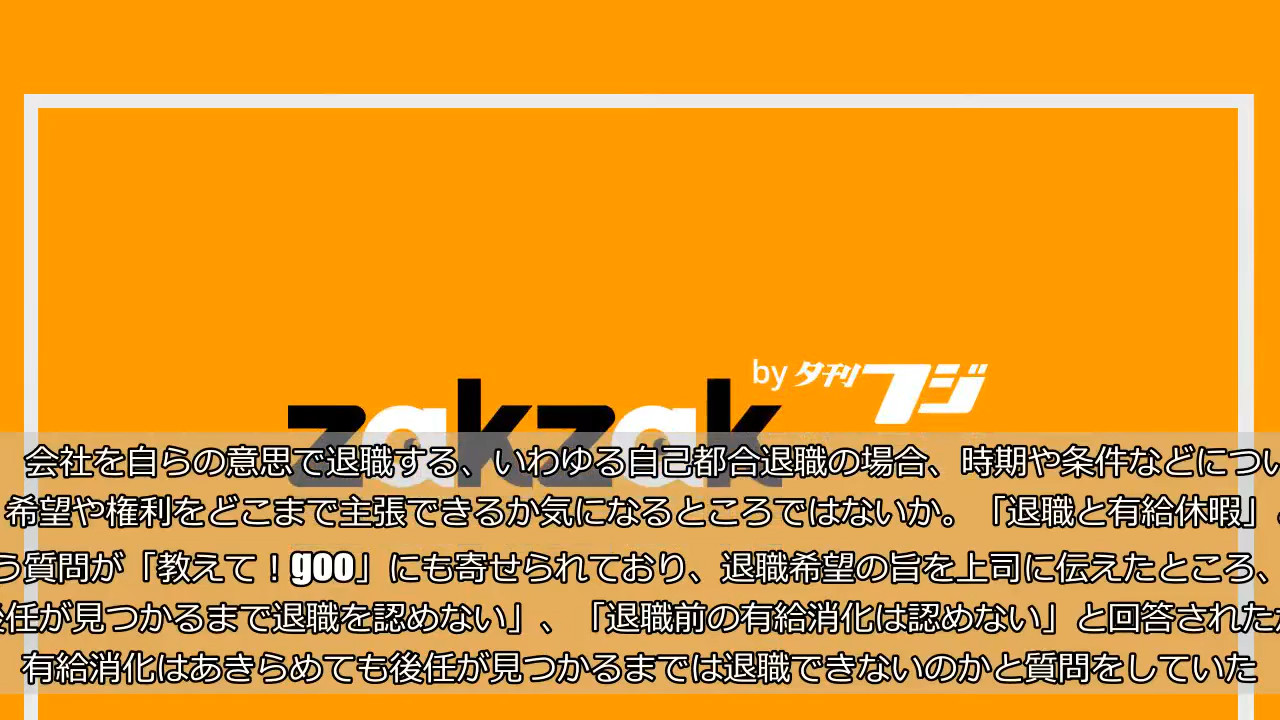 by 夕刊フジ
zakzak
会社を自らの意思で退職する、いわゆる自己都合退職の場合、時期や条件などについ
希望や権利をどこまで主張できるか気になるところではないか。「退職と有給休暇」
う質問が「教えて！goo」にも寄せられており、退職希望の旨を上司に伝えたところ、
後任が見つかるまで退職を認めない」、「退職前の有給消化は認めない」と回答された
有給消化はあきらめても後任が見つかるまでは退職できないのかと質問をしていた